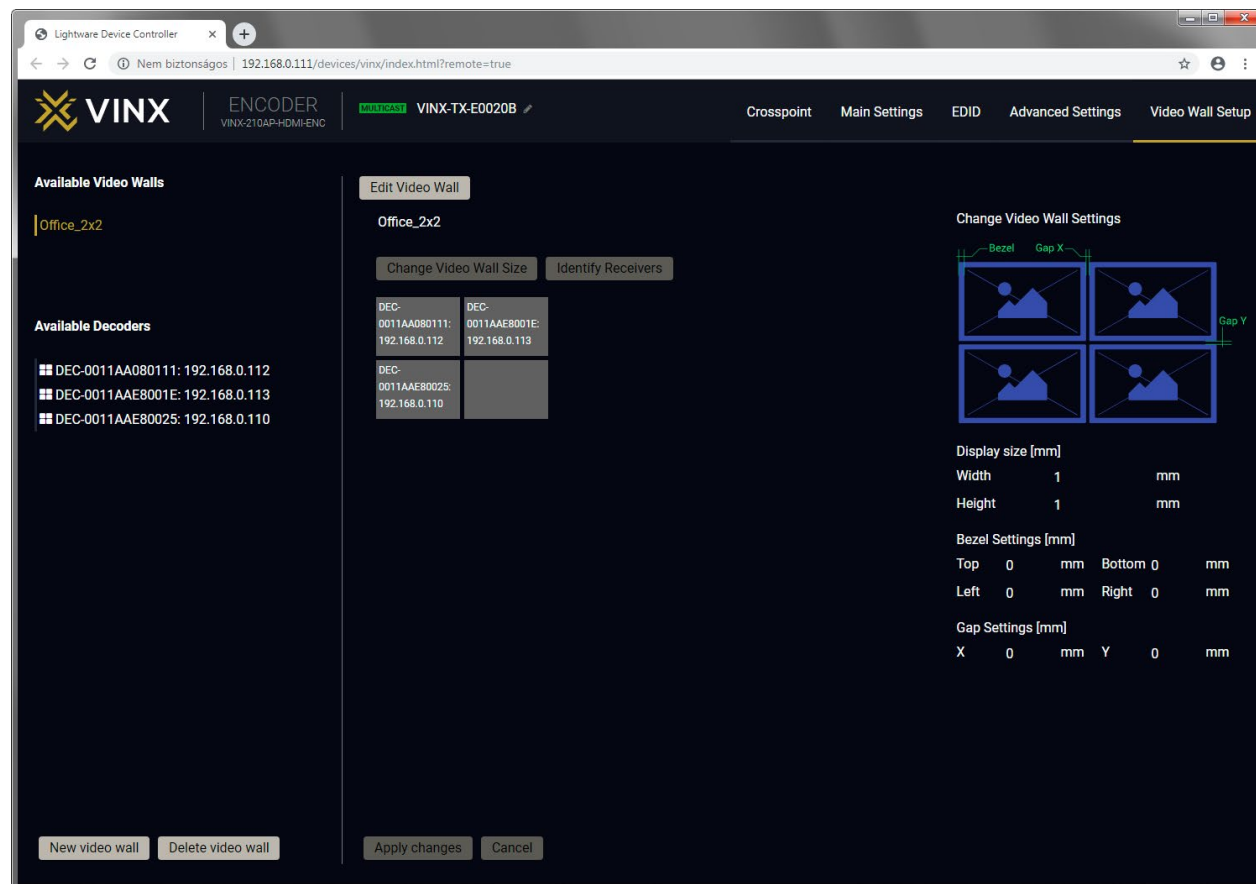 Lightware Device Controller
Nem biztonságos | 192.168.0.111/devices/vinx/index.html?remote=true
VINX
ENCODER
VINX-210AP-HDMI-ENC
MULTICAST VINX-TX-E0020B
Crosspoint Main Settings EDID Advanced Settings Video Wall Setup
Available Video Walls
Office_2x2
Available Decoders
DEC-0011AA080111: 192.168.0.112
DEC-0011AAE8001E: 192.168.0.113
DEC-0011AAE80025: 192.168.0.110
New video wall Delete video wall
Edit Video Wall
Office_2x2
Change Video Wall Size Identify Receivers
DEC-
0011AA080111:
192.168.0.112
DEC-
0011AAE8001E:
192.168.0.113
DEC-
0011AAE80025:
192.168.0.110
Apply changes Cancel
Change Video Wall Settings
Bezel Gap X
Gap Y
Display size [mm]
Width 1 mm
Height 1 mm
Bezel Settings [mm]
Top 0 mm Bottom 0 mm
Left 0 mm Right 0 mm
Gap Settings [mm]
X 0 mm Y 0 mm